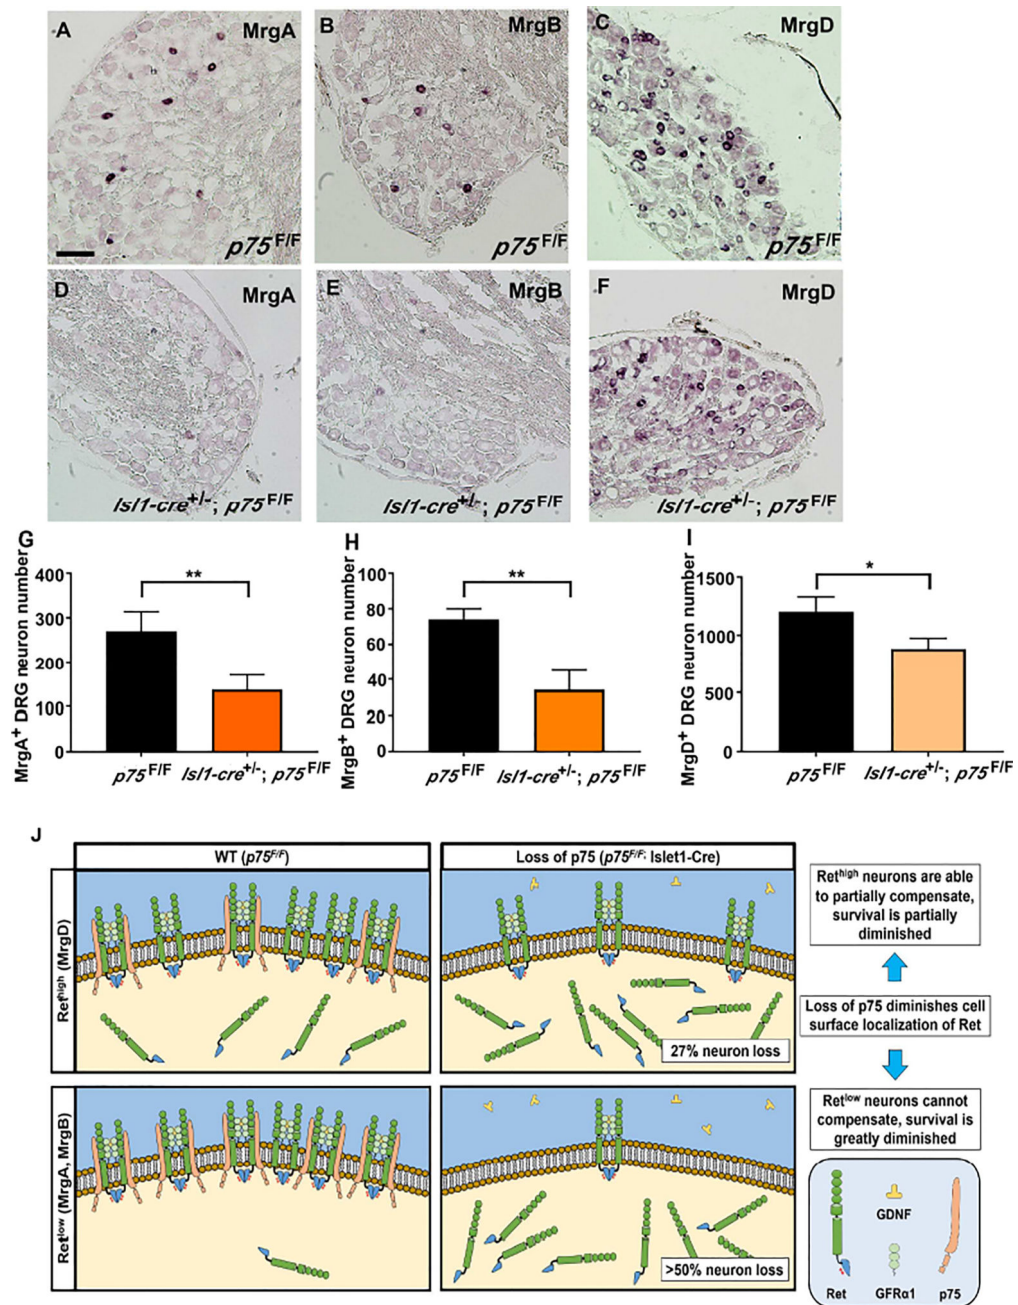 A
MrgA
p75F/F
B
MrgB
p75F/F
C
MrgD
p75F/F
D
MrgA
Isl1-cre+/-; p75F/F
E
MrgB
Isl1-cre+/-; p75F/F
F
MrgD
Isl1-cre+/-; p75F/F
G
MrgA+ DRG neuron number
400
300
200
100
0
**
p75F/F
Isl1-cre+/-; p75F/F
H
MrgB+ DRG neuron number
100
80
60
40
20
0
**
p75F/F
Isl1-cre+/-; p75F/F
I
MrgD+ DRG neuron number
1500
1000
500
0
*
p75F/F
Isl1-cre+/-; p75F/F
J
WT (p75F/F)
Loss of p75 (p75F/F; Islet1-Cre)
Rethigh (MrgD)
27% neuron loss
Retlow (MrgA, MrgB)
>50% neuron loss
Rethigh neurons are able
to partially compensate,
survival is partially
diminished
Loss of p75 diminishes cell
surface localization of Ret
Retlow neurons cannot
compensate, survival is
greatly diminished
GDNF
Ret
GFRα1
p75